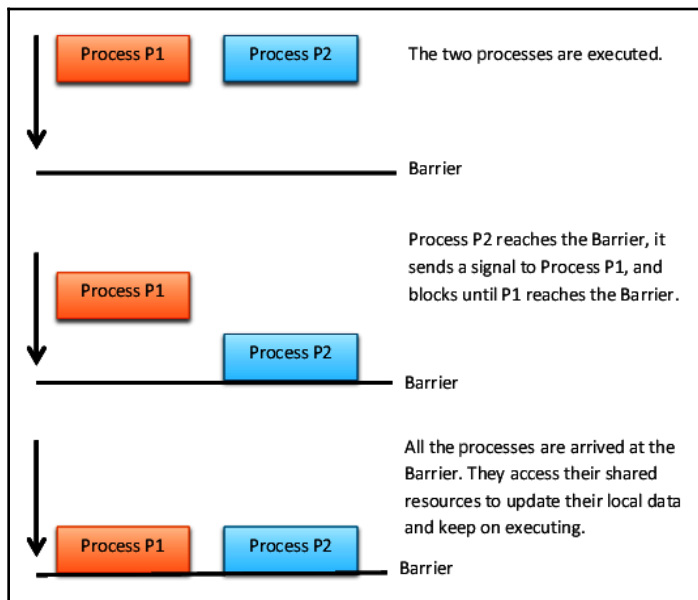 Process P1
Process P2
The two processes are executed.
Barrier
Process P2 reaches the Barrier, it
sends a signal to Process P1, and
blocks until P1 reaches the Barrier.
Process P1
Process P2
Barrier
All the processes are arrived at the
Barrier. They access their shared
resources to update their local data
and keep on executing.
Process P1
Process P2
Barrier